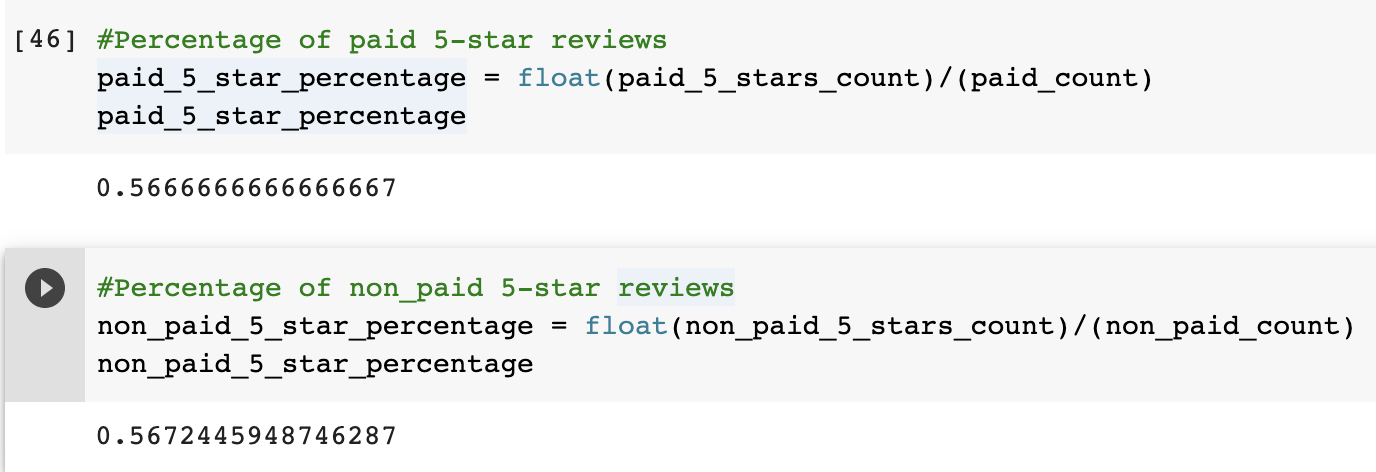 [46] #Percentage of paid 5-star reviews
paid_5_star_percentage = float(paid_5_stars_count)/(paid_count)
paid_5_star_percentage
0.5666666666666667
#Percentage of non_paid 5-star reviews
non_paid_5_star_percentage = float(non_paid_5_stars_count)/(non_paid_count)
non_paid_5_star_percentage
0.5672445948746287